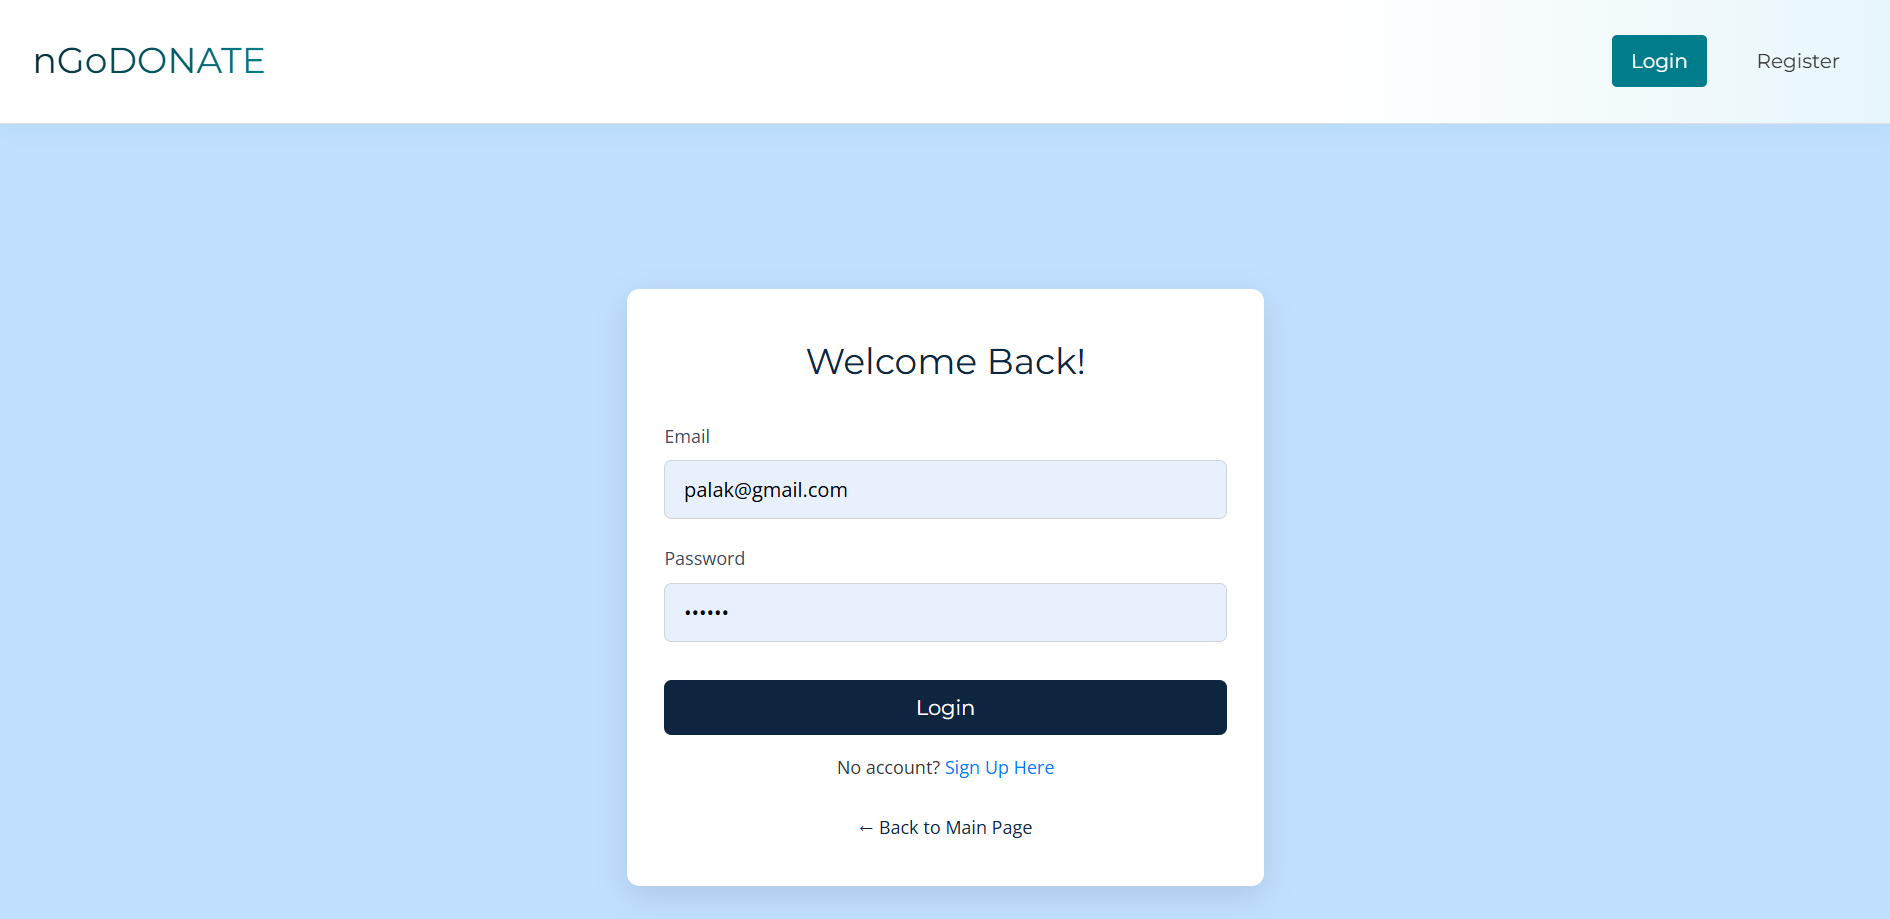 nGoDONATE
Login
Register
Welcome Back!
Email
palak@gmail.com
Password
••••••
Login
No account? Sign Up Here
← Back to Main Page